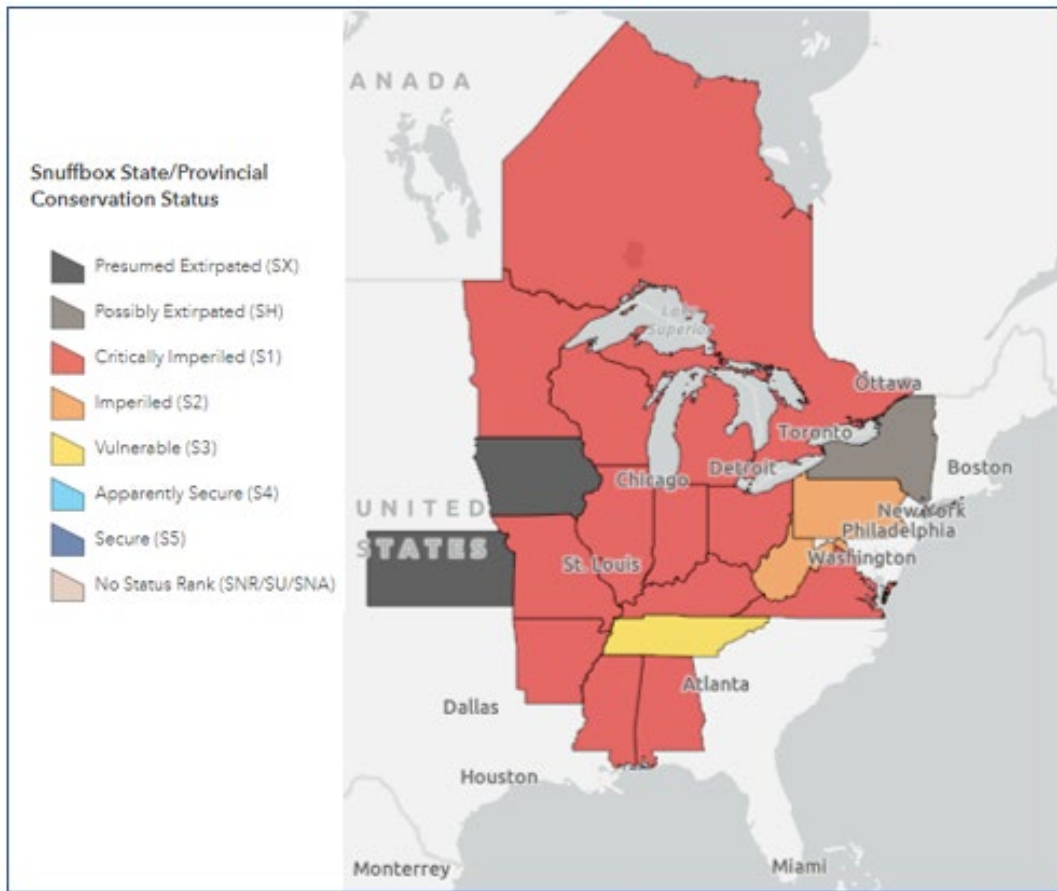 Snuffbox State/Provincial
Conservation Status
Presumed Extirpated (SX)
Possibly Extirpated (SH)
Critically Imperiled (S1)
Imperiled (S2)
Vulnerable (S3)
Apparently Secure (S4)
Secure (S5)
No Status Rank (SNR/SU/SNA)
ANADA
Lake
Superior
Ottawa
Toronto
Boston
Chicago
Detroit
UNITED
STATES
New York
Philadelphia
Washington
St. Louis
Atlanta
Dallas
Houston
Monterrey
Miami